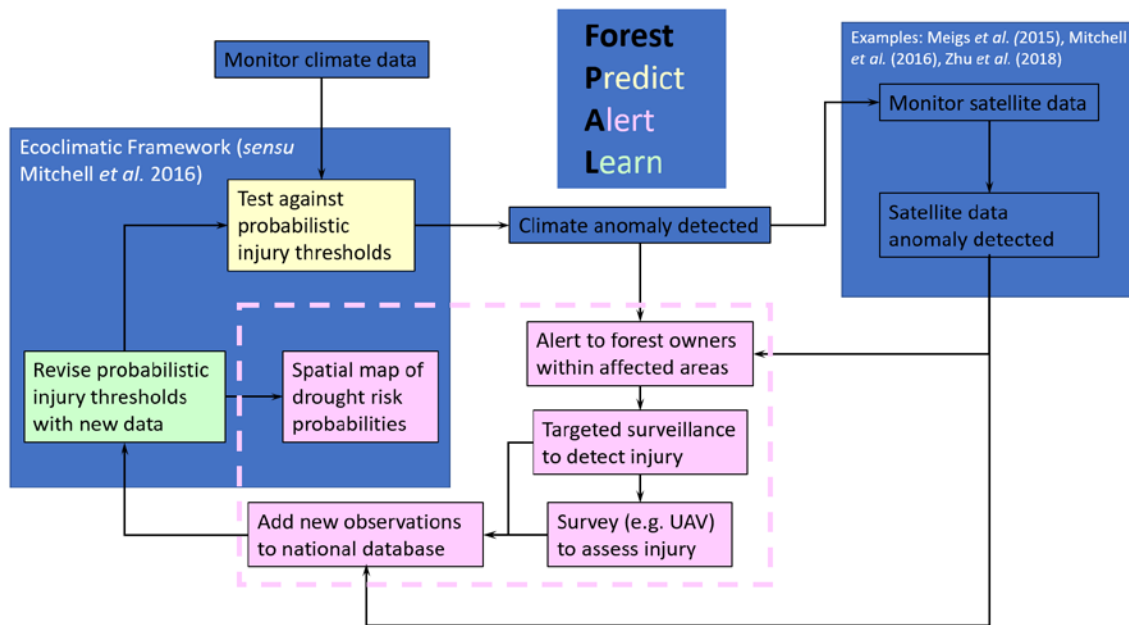 Forest
Predict
Alert
Learn
Monitor climate data
Examples: Meigs et al. (2015), Mitchell
et al. (2016), Zhu et al. (2018)
Monitor satellite data
Satellite data
anomaly detected
Ecoclimatic Framework (sensu
Mitchell et al. 2016)
Test against
probabilistic
injury thresholds
Climate anomaly detected
Alert to forest owners
within affected areas
Revise probabilistic
injury thresholds
with new data
Spatial map of
drought risk
probabilities
Targeted surveillance
to detect injury
Add new observations
to national database
Survey (e.g. UAV)
to assess injury